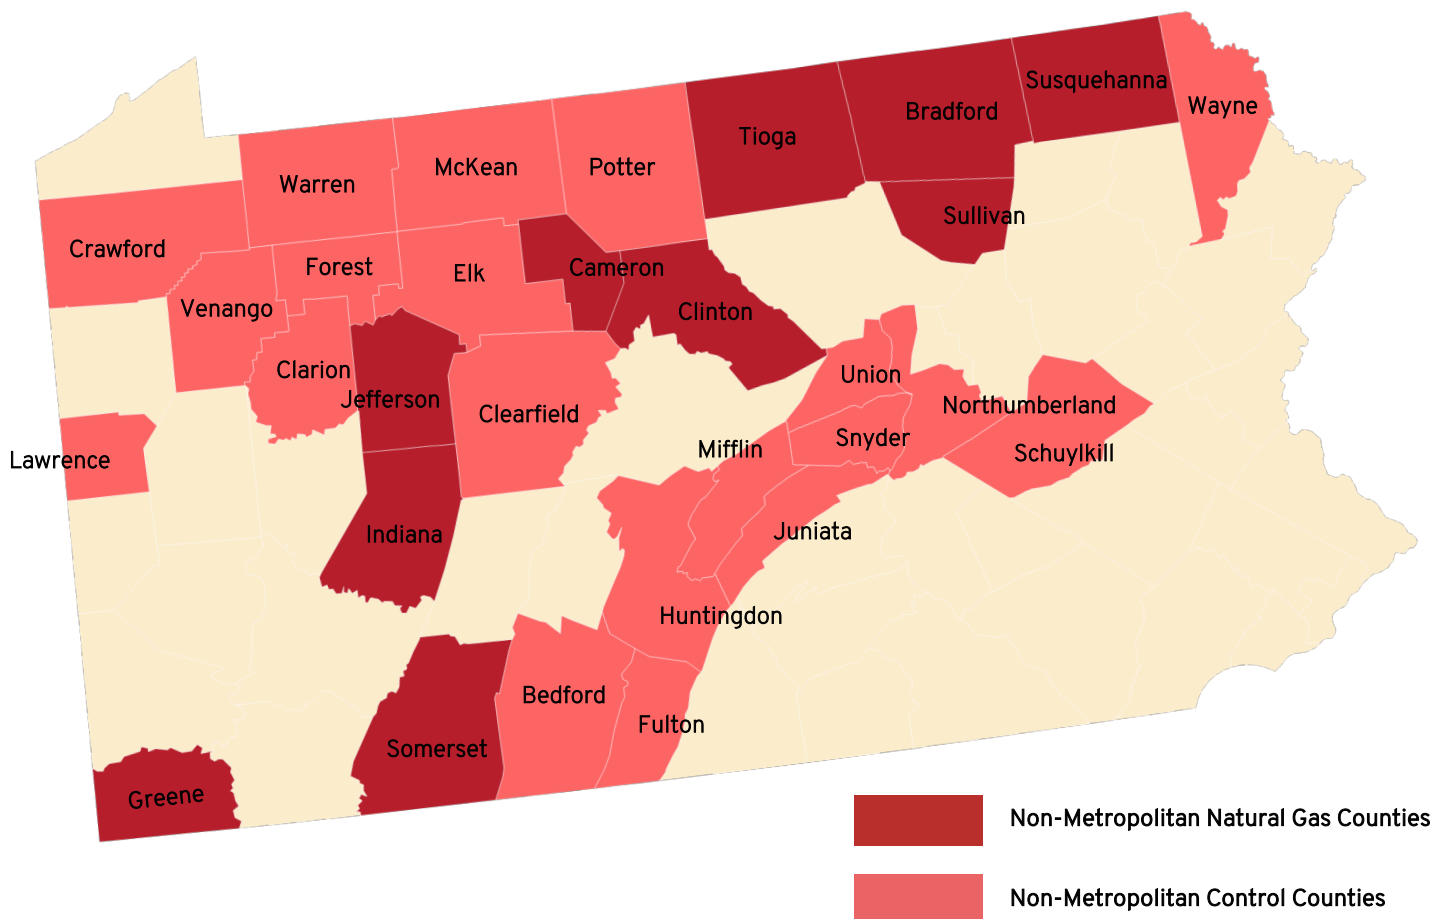 Susquehanna
Bradford
Wayne
Tioga
McKean
Potter
Warren
Sullivan
Crawford
Forest
Elk
Cameron
Venango
Clinton
Clarion
Union
Jefferson
Clearfield
Northumberland
Snyder
Mifflin
Schuylkill
Lawrence
Indiana
Juniata
Huntingdon
Bedford
Fulton
Somerset
Greene
Non-Metropolitan Natural Gas Counties
Non-Metropolitan Control Counties